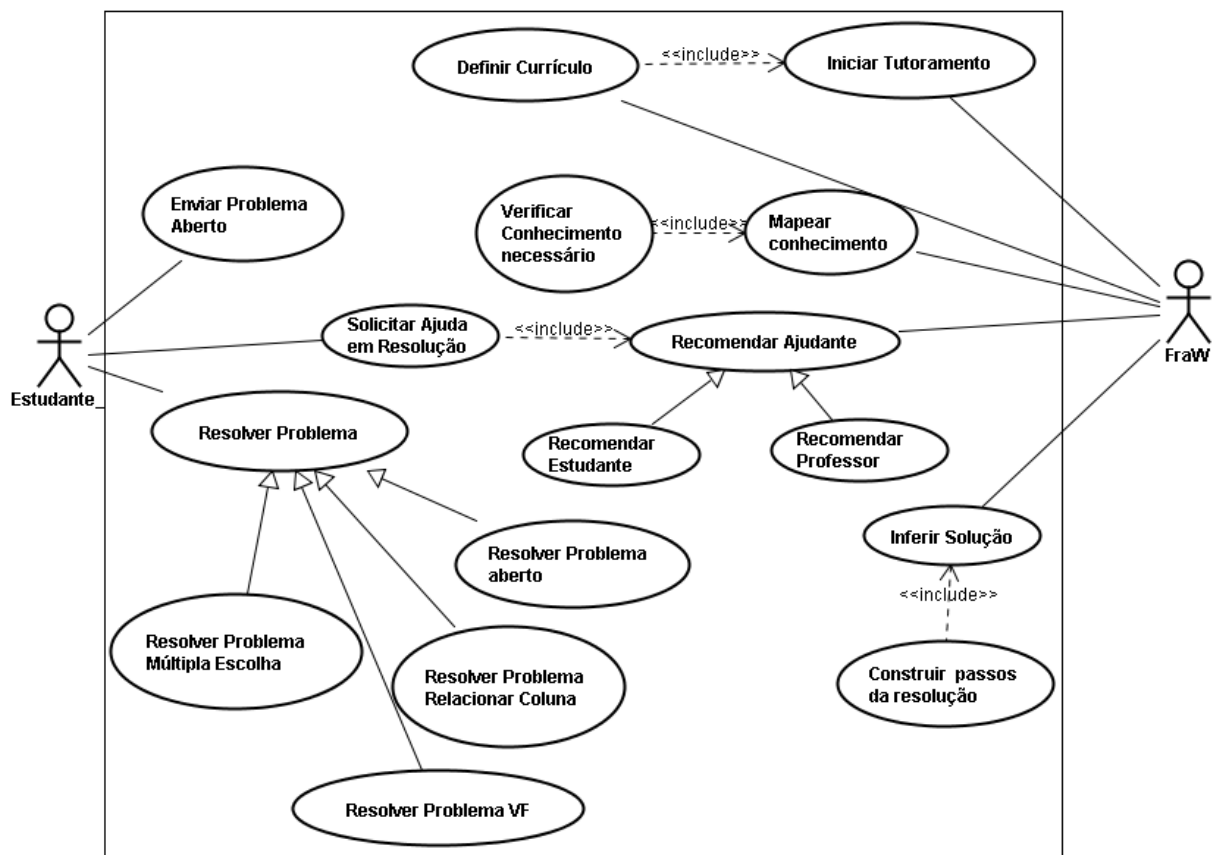 <<include>>
Definir Currículo
Iniciar Tutoramento
Enviar Problema
Aberto
Verificar
Conhecimento
necessário
<<include>>
Mapear
conhecimento
Solicitar Ajuda
em Resolução
<<include>>
Recomendar Ajudante
FraW
Estudante_
Resolver Problema
Recomendar
Estudante
Recomendar
Professor
Inferir Solução
Resolver Problema
aberto
<<include>>
Resolver Problema
Múltipla Escolha
Resolver Problema
Relacionar Coluna
Construir passos
da resolução
Resolver Problema VF